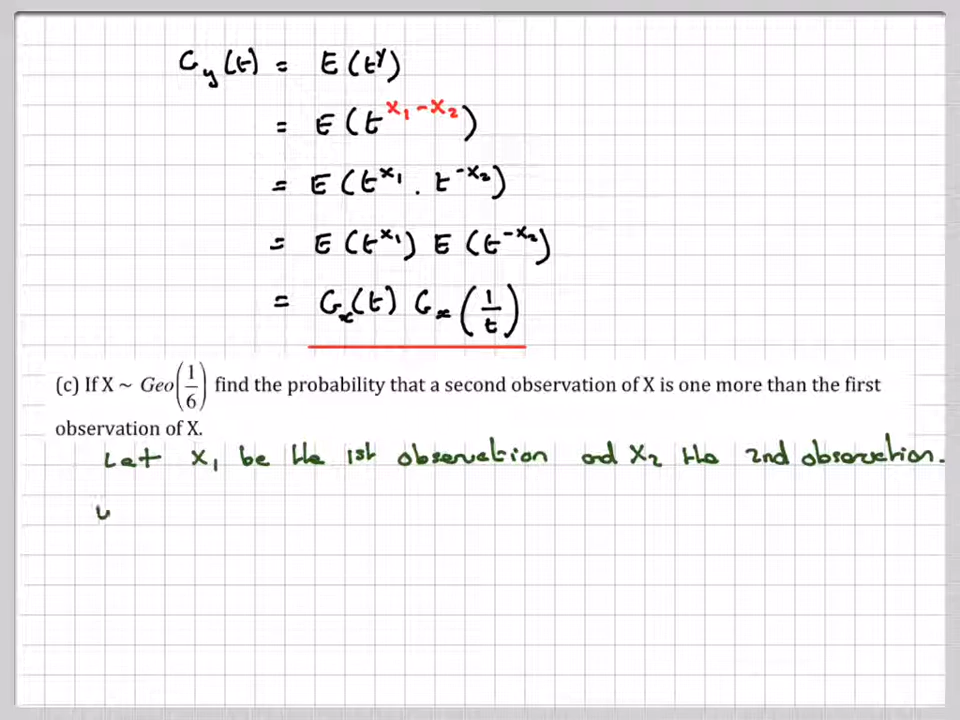 G_y(t) = E(t^Y)
= E(t^{X_1 - X_2})
= E(t^{X_1} . t^{-X_2})
= E(t^{X_1}) E(t^{-X_2})
= G_x(t) G_x(1/t)
(c) If X ~ Geo(1/6) find the probability that a second observation of X is one more than the first
observation of X.
Let X_1 be the 1st observation and X_2 the 2nd observation.